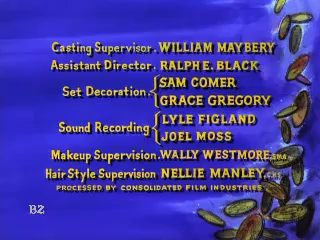 Casting Supervisor. WILLIAM MAYBERY
Assistant Director. RALPH E. BLACK
Set Decoration. { SAM COMER
GRACE GREGORY
Sound Recording { LYLE FIGLAND
JOEL MOSS
Makeup Supervision. WALLY WESTMORE, S.M.A.
Hair Style Supervision NELLIE MANLEY, C.H.S.
PROCESSED BY CONSOLIDATED FILM INDUSTRIES
BZ